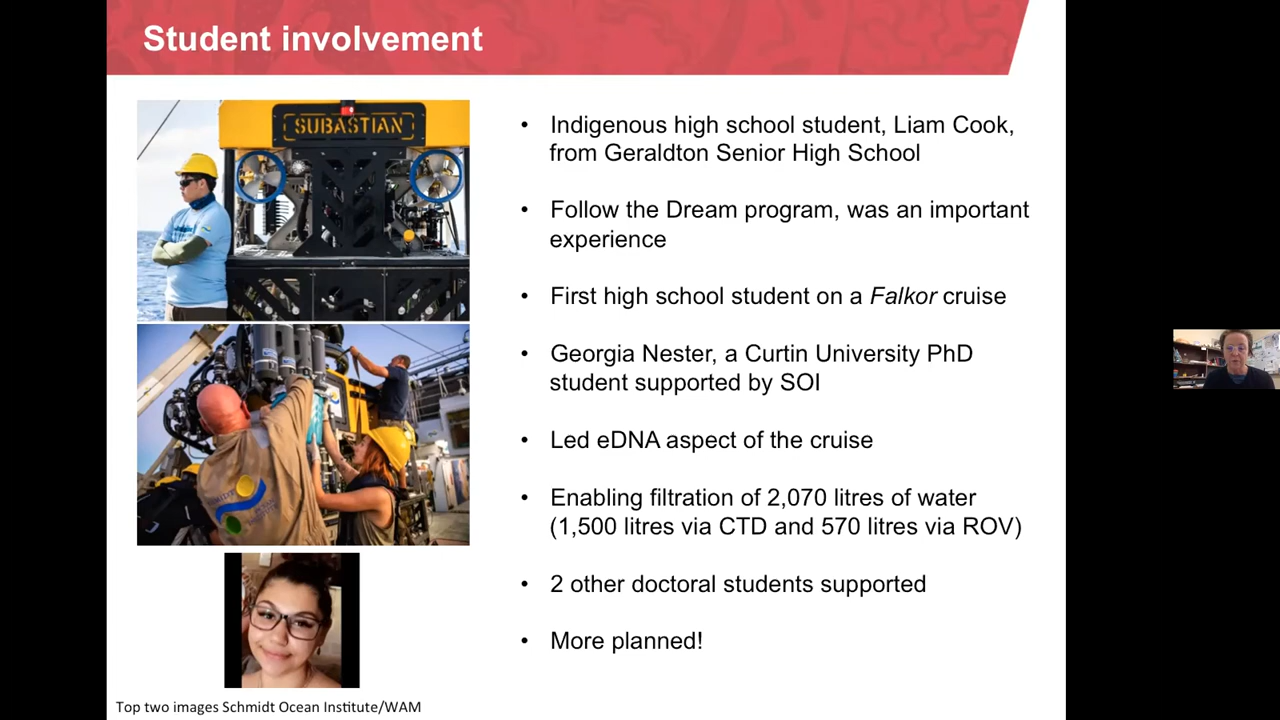 Student involvement
SUBASTIAN
• Indigenous high school student, Liam Cook,
from Geraldton Senior High School
• Follow the Dream program, was an important
experience
• First high school student on a Falkor cruise
• Georgia Nester, a Curtin University PhD
student supported by SOI
• Led eDNA aspect of the cruise
• Enabling filtration of 2,070 litres of water
(1,500 litres via CTD and 570 litres via ROV)
• 2 other doctoral students supported
• More planned!
Top two images Schmidt Ocean Institute/WAM